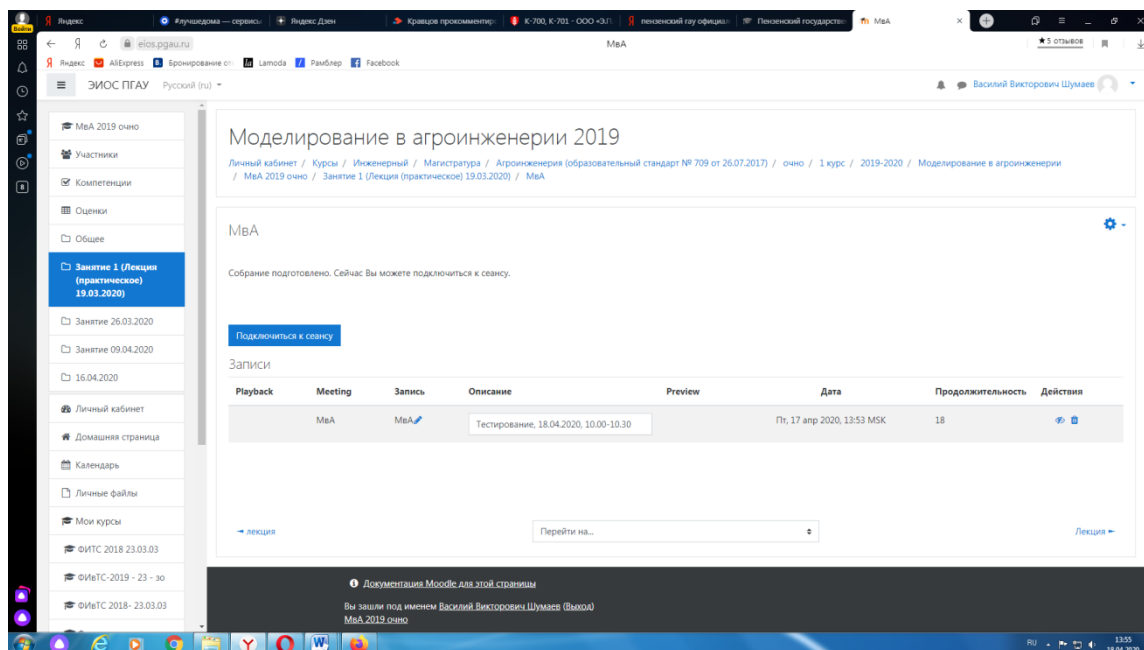 Войти
Яндекс
#лучшедома — сервисы
Яндекс.Дзен
Кравцов прокомментиро
К-700, К-701 - ООО «Э.П
пензенский гау официал
Пензенский государстве
МвА
eios.pgau.ru
МвА
★5 отзывов
Яндекс
AliExpress
Бронирование от
Lamoda
Рамблер
Facebook
ЭИОС ПГАУ
Русский (ru)
Василий Викторович Шумаев
МвА 2019 очно
Участники
Компетенции
Оценки
Общее
Занятие 1 (Лекция
(практическое)
19.03.2020)
Занятие 26.03.2020
Занятие 09.04.2020
16.04.2020
Личный кабинет
Домашняя страница
Календарь
Личные файлы
Мои курсы
ФИТС 2018 23.03.03
ФИвТС-2019 - 23 - зо
ФИвТС 2018- 23.03.03
Моделирование в агроинженерии 2019
Личный кабинет / Курсы / Инженерный / Магистратура / Агроинженерия (образовательный стандарт № 709 от 26.07.2017) / очно / 1 курс / 2019-2020 / Моделирование в агроинженерии
/ МвА 2019 очно / Занятие 1 (Лекция (практическое) 19.03.2020) / МвА
МвА
Собрание подготовлено. Сейчас Вы можете подключиться к сеансу.
Подключиться к сеансу
Записи
Playback Meeting Запись Описание Preview Дата Продолжительность Действия
МвА МвА Тестирование, 18.04.2020, 10.00-10.30 Пт, 17 апр 2020, 13:53 MSK 18
◄ лекция
Перейти на...
Лекция ►
Документация Moodle для этой страницы
Вы зашли под именем Василий Викторович Шумаев (Выход)
МвА 2019 очно
RU
13:55
18.04.2020